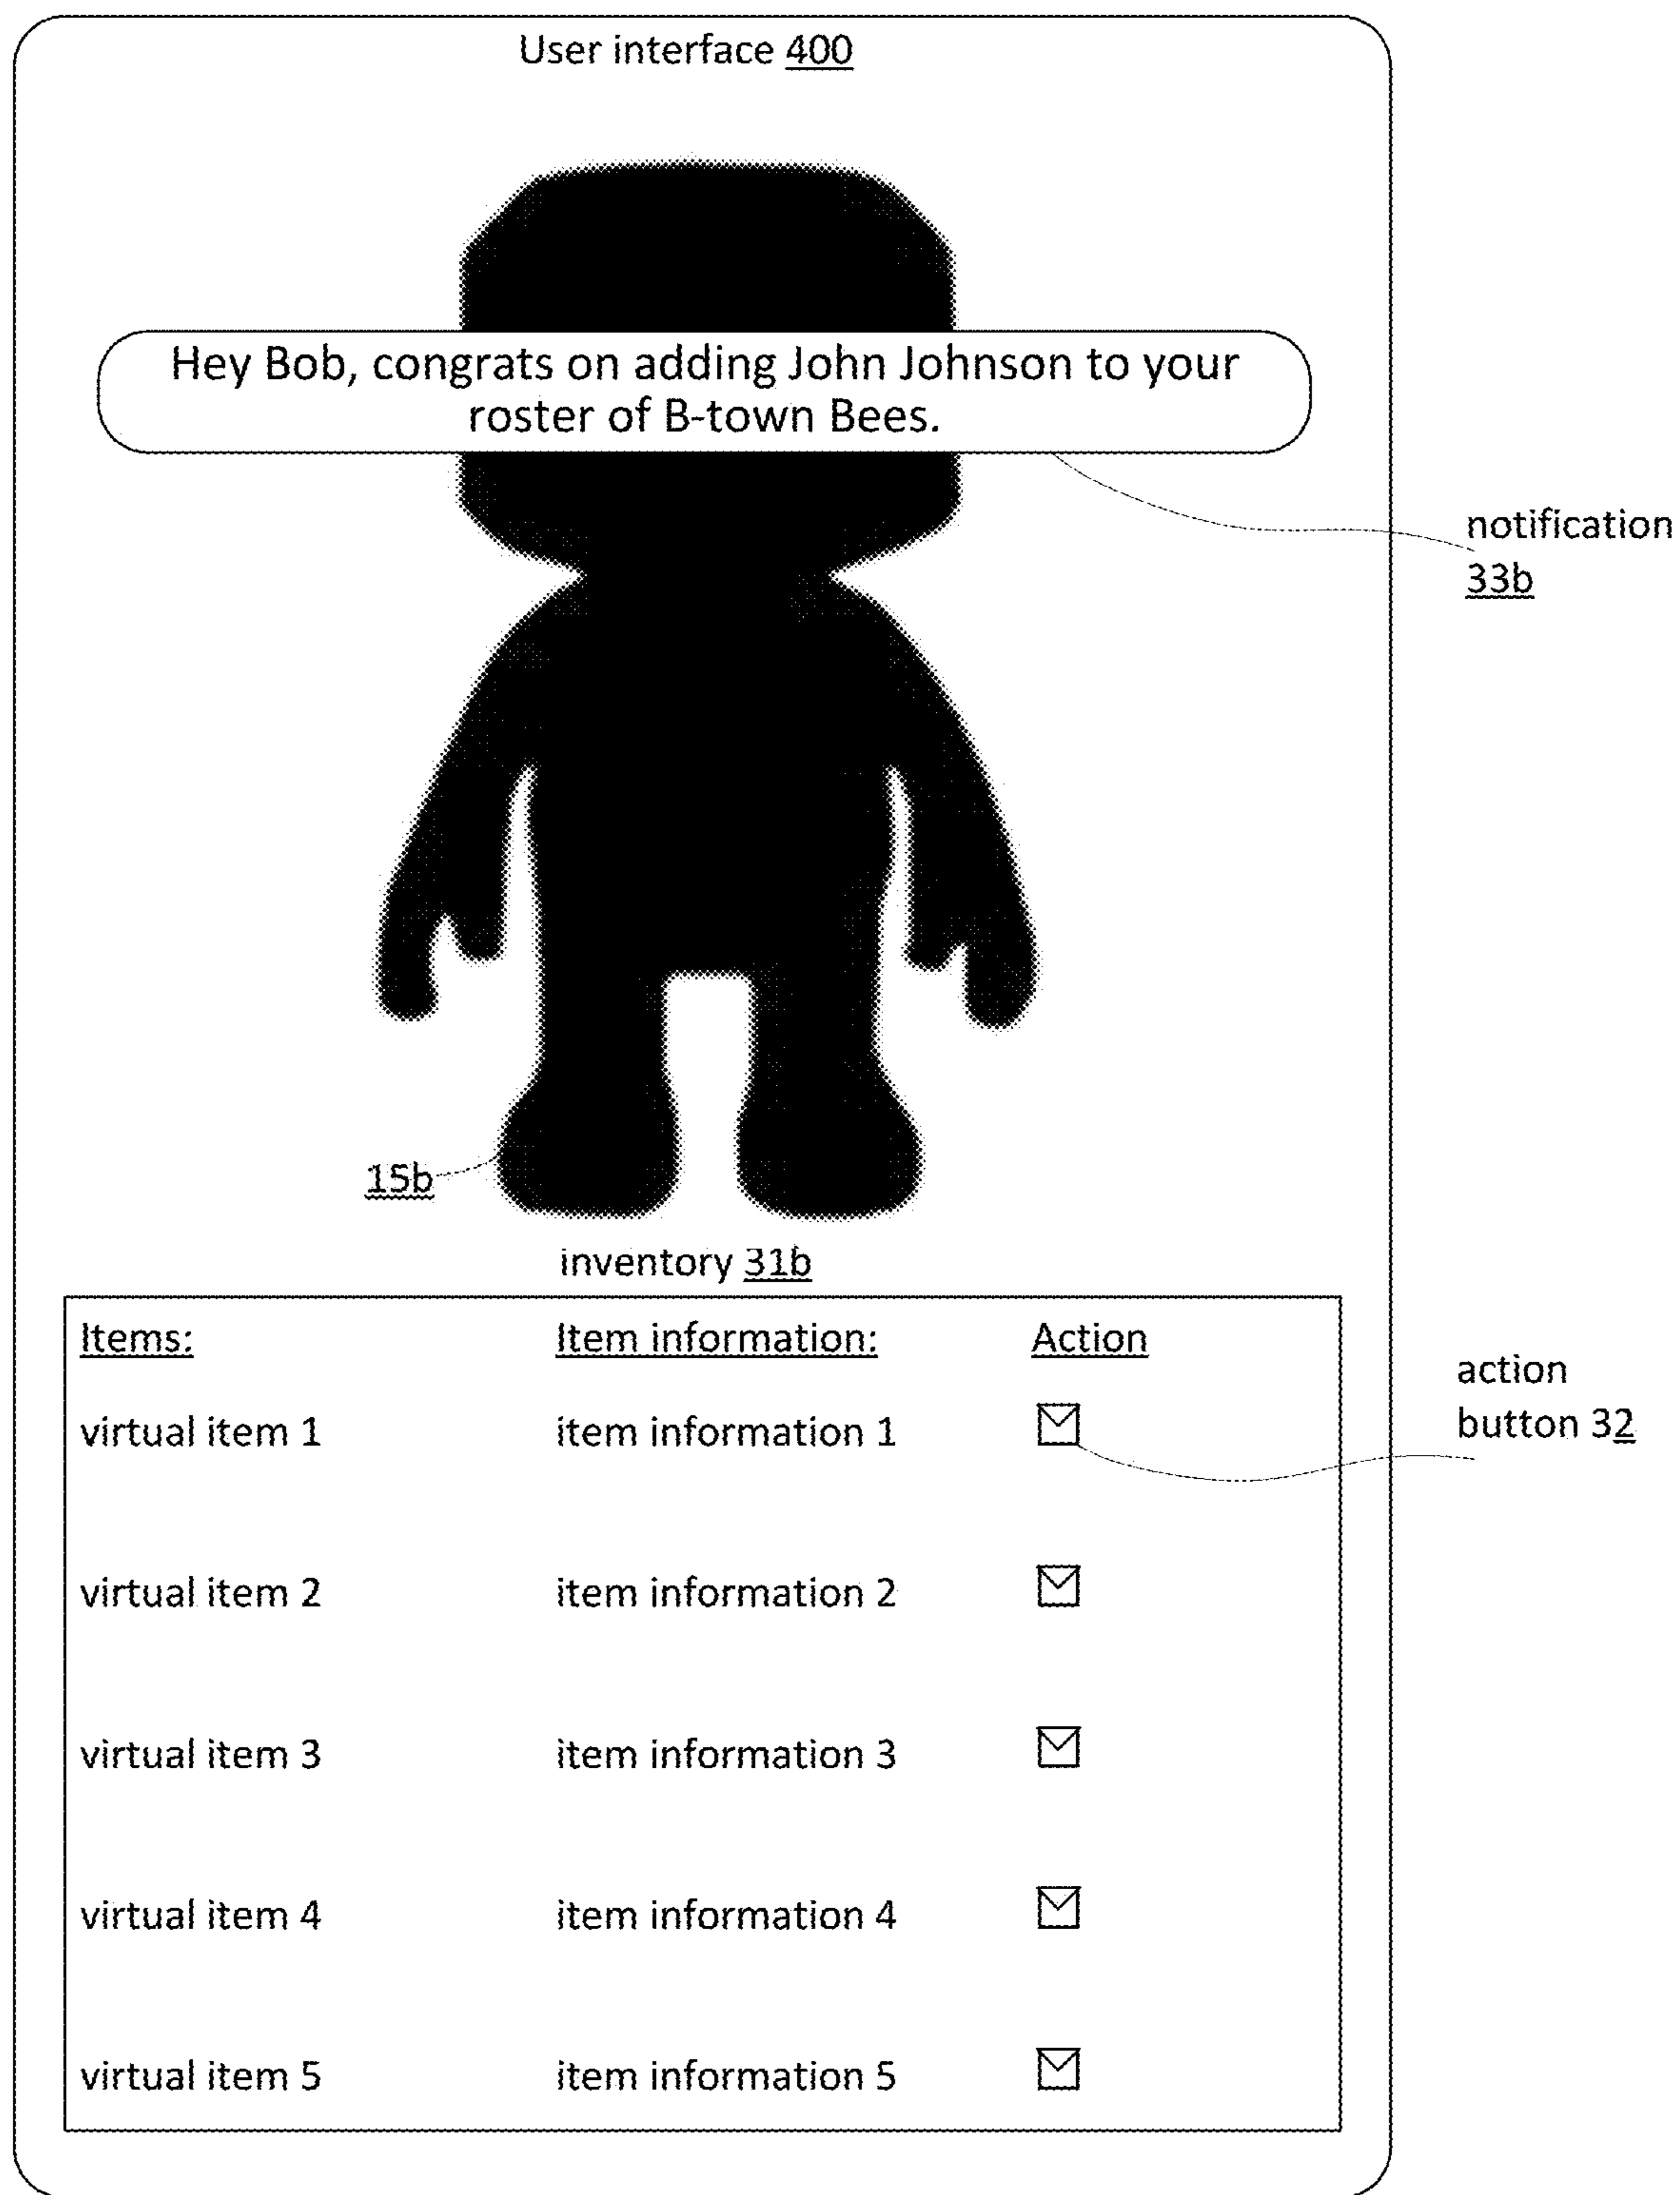 User interface 400
Hey Bob, congrats on adding John Johnson to your
roster of B-town Bees.
notification
33b
15b
inventory 31b
Items: Item information: Action
action
button 32
virtual item 1 item information 1
virtual item 2 item information 2
virtual item 3 item information 3
virtual item 4 item information 4
virtual item 5 item information 5